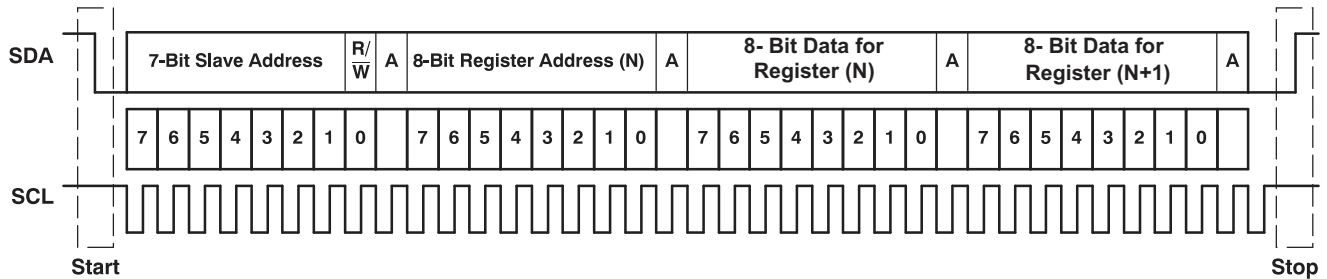 SDA
7-Bit Slave Address
R/
W
A
8-Bit Register Address (N)
A
8- Bit Data for
Register (N)
A
8- Bit Data for
Register (N+1)
A
7 6 5 4 3 2 1 0 7 6 5 4 3 2 1 0 7 6 5 4 3 2 1 0 7 6 5 4 3 2 1 0
SCL
Start
Stop